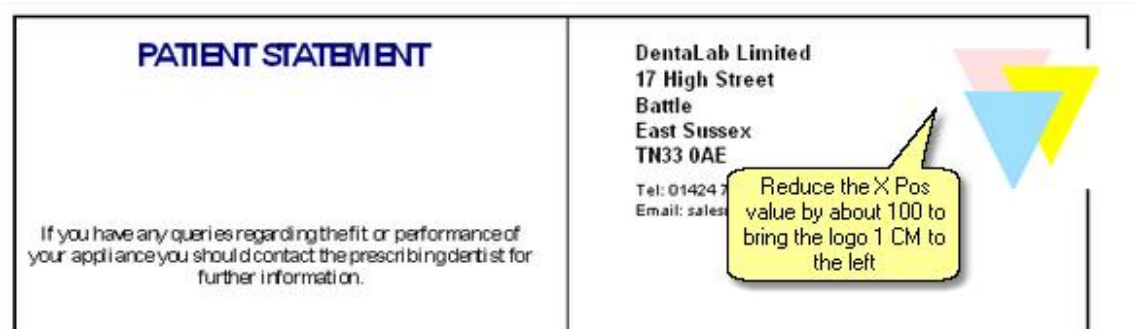 PATIENT STATEMENT
If you have any queries regarding the fit or performance of
your appliance you should contact the prescribing dentist for
further information.
DentaLab Limited
17 High Street
Battle
East Sussex
TN33 0AE
Tel: 01424 7
Email: sales
Reduce the X Pos
value by about 100 to
bring the logo 1 CM to
the left